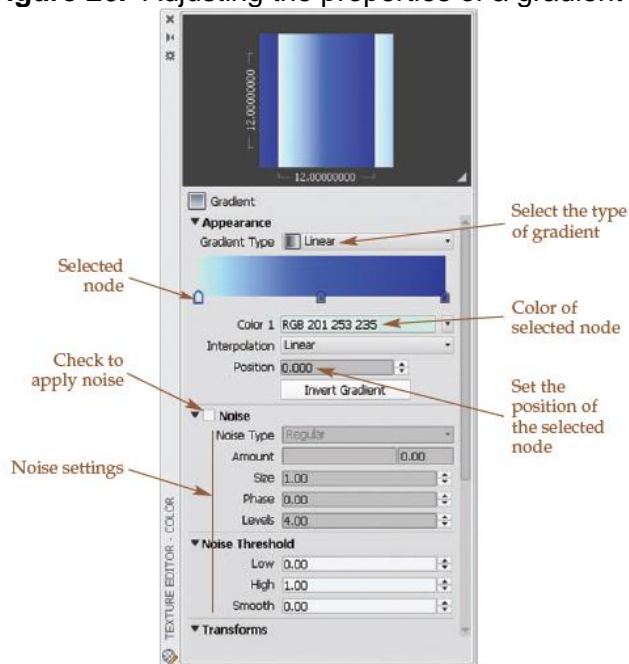 Adjusting the properties of a gradient
12.00000000
12.00000000
Gradient
Appearance
Gradient Type Linear
Select the type
of gradient
Selected
node
Color 1 RGB 201 253 235
Color of
selected node
Interpolation Linear
Check to
apply noise
Position 0.000
Invert Gradient
Set the
position of
the selected
node
Noise
Noise Type Regular
Amount 0.00
Noise settings
Size 1.00
Phase 0.00
Levels 4.00
Noise Threshold
Low 0.00
High 1.00
Smooth 0.00
Transforms
TEXTURE EDITOR - COLOR